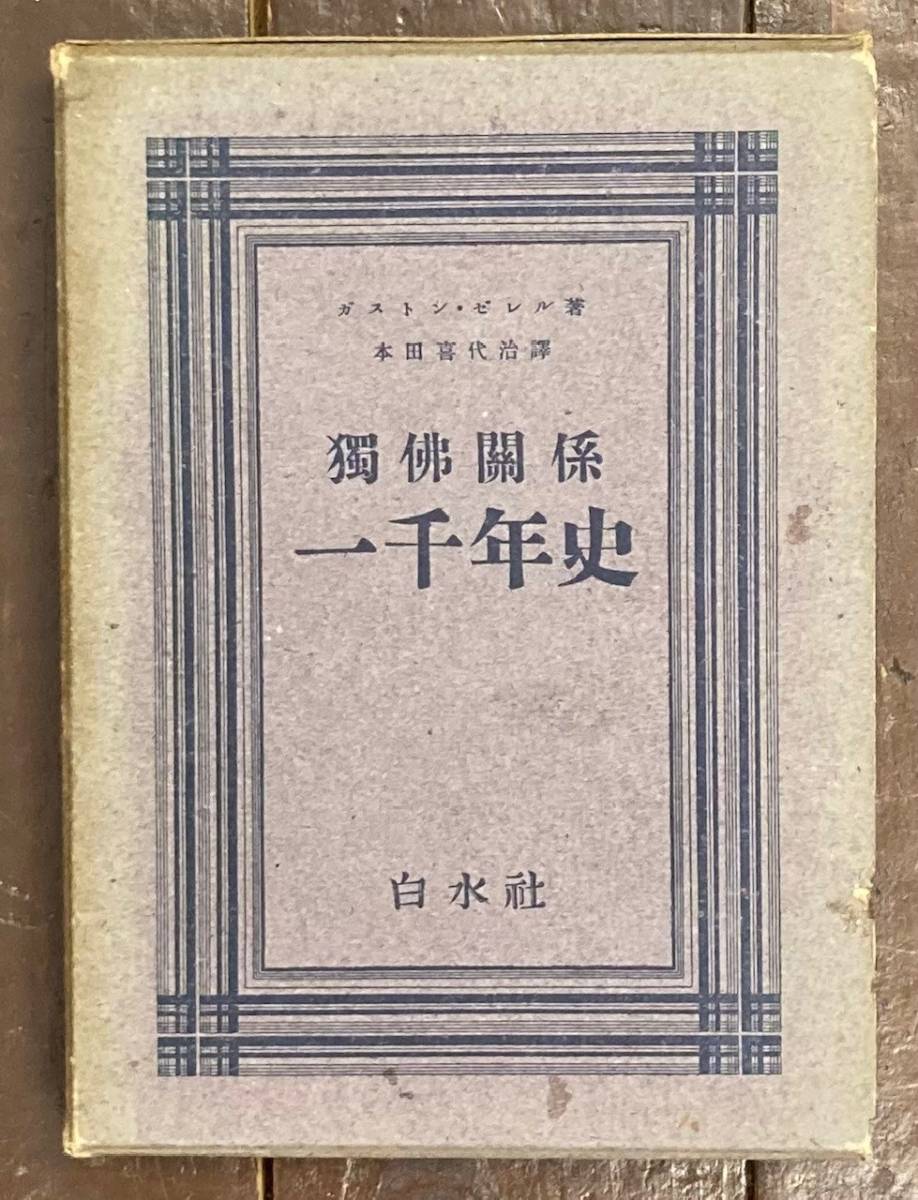 ガストン・ゼレル著
本田喜代治譯
獨佛關係
一千年史
白水社